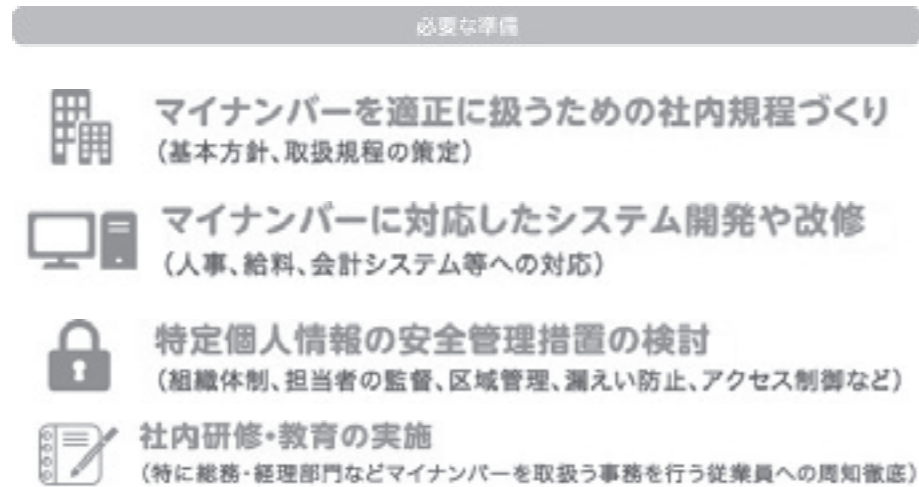 必要な準備
マイナンバーを適正に扱うための社内規程づくり
（基本方針、取扱規程の策定）
マイナンバーに対応したシステム開発や改修
（人事、給料、会計システム等への対応）
特定個人情報の安全管理措置の検討
（組織体制、担当者の監督、区域管理、漏えい防止、アクセス制御など）
社内研修・教育の実施
（特に総務・経理部門などマイナンバーを取扱う事務を行う従業員への周知徹底）